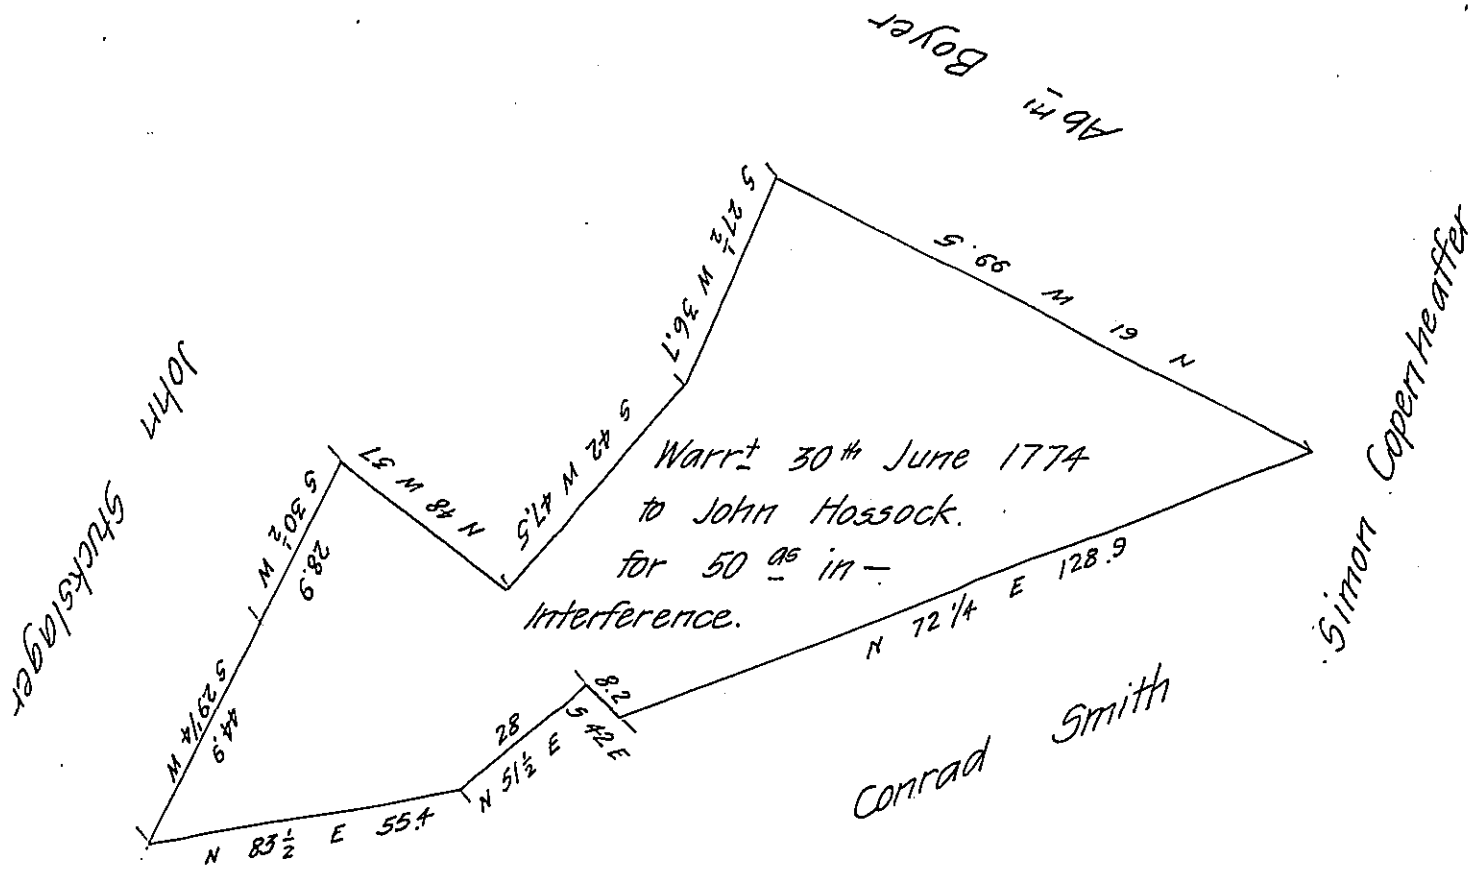 Abm Boyer
Simon Copenheaffer
John Stuckslager
Conrad Smith
S 27½ W 36.7
N 61 W 99.5
S 42 W 47.5
N 48 W 37
S 30½ W 28.9
S 29¼ W 44.9
N 83½ E 55.4
N 51½ E 28
S 42 E 8.2
N 72 1/4 E 128.9
Warrt 30th June 1774
to John Hossock.
for 50 as in –
Interference.